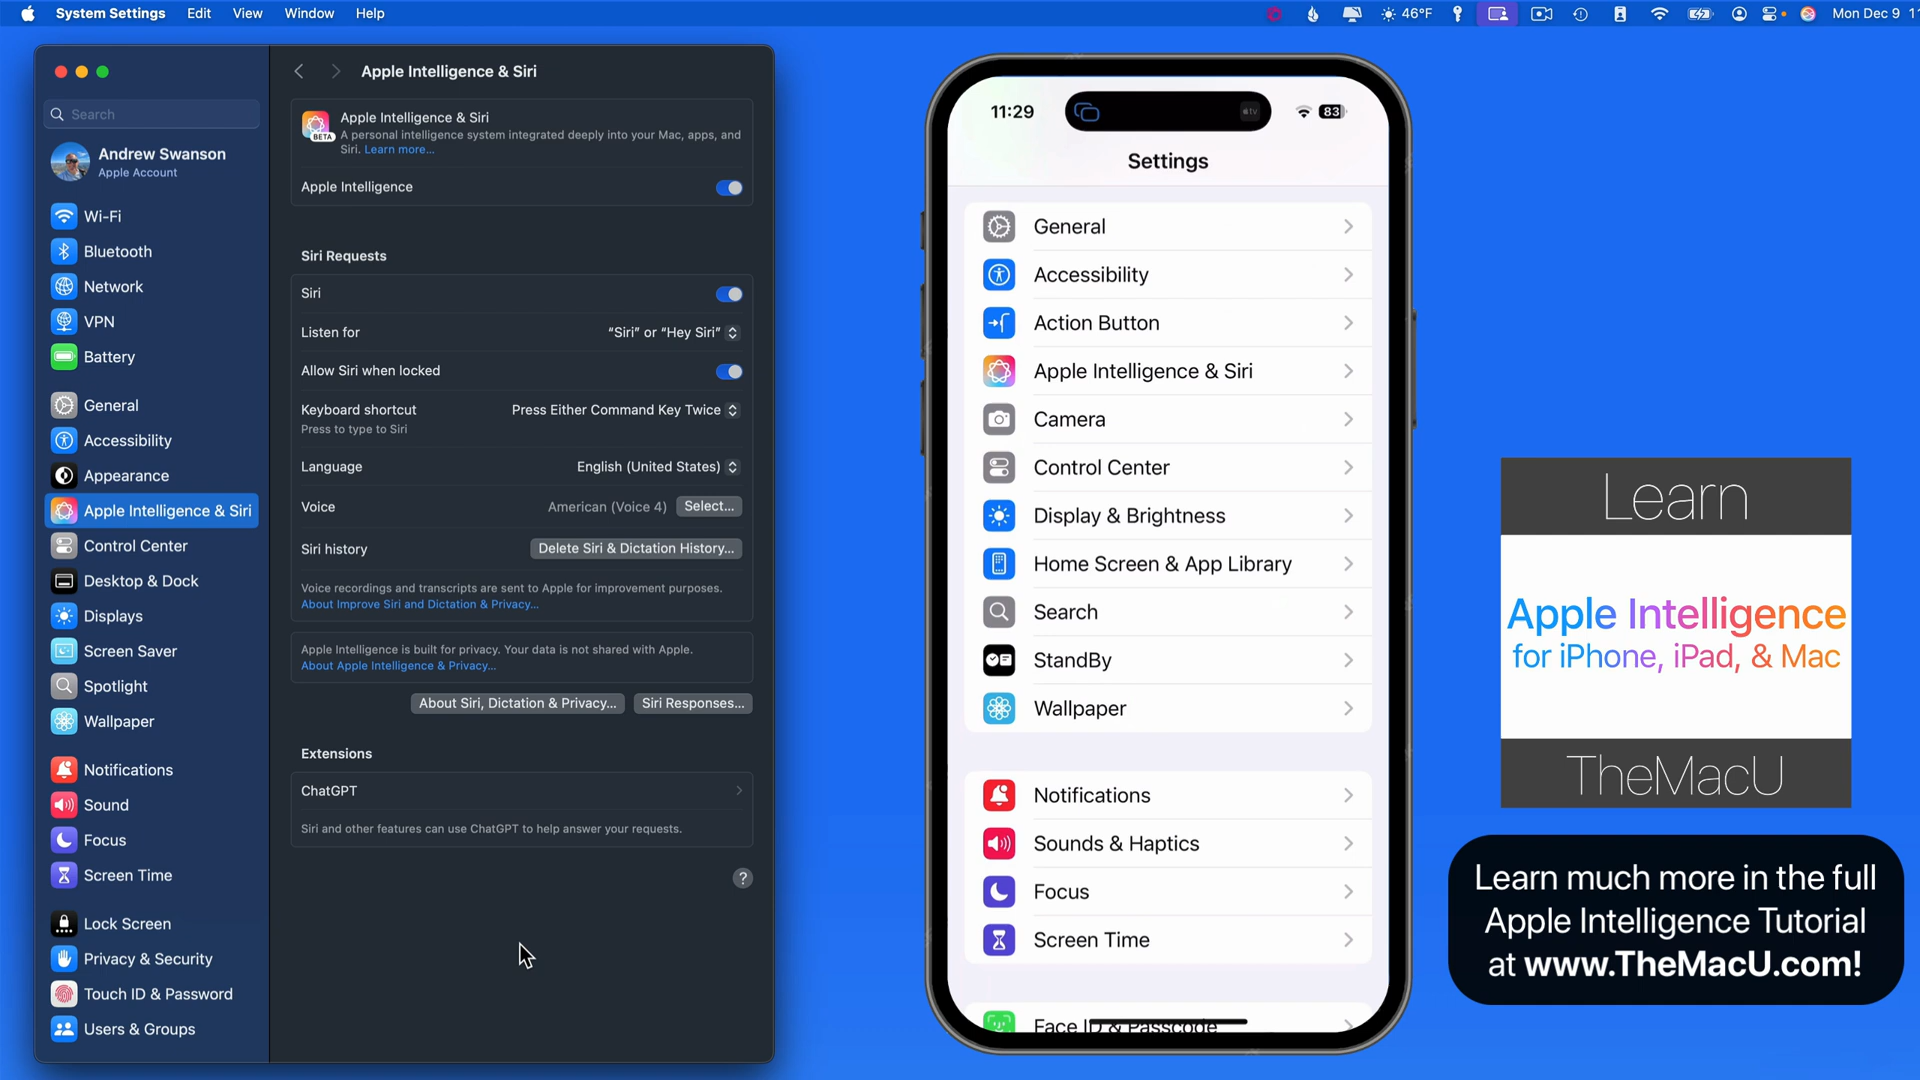 System Settings Edit View Window Help
46°F Mon Dec 9
Search
Andrew Swanson
Apple Account
Wi-Fi
Bluetooth
Network
VPN
Battery
General
Accessibility
Appearance
Apple Intelligence & Siri
Control Center
Desktop & Dock
Displays
Screen Saver
Spotlight
Wallpaper
Notifications
Sound
Focus
Screen Time
Lock Screen
Privacy & Security
Touch ID & Password
Users & Groups
Apple Intelligence & Siri
Apple Intelligence & Siri
BETA
A personal intelligence system integrated deeply into your Mac, apps, and
Siri. Learn more...
Apple Intelligence
Siri Requests
Siri
Listen for “Siri” or “Hey Siri”
Allow Siri when locked
Keyboard shortcut Press Either Command Key Twice
Press to type to Siri
Language English (United States)
Voice American (Voice 4) Select...
Siri history Delete Siri & Dictation History...
Voice recordings and transcripts are sent to Apple for improvement purposes.
About Improve Siri and Dictation & Privacy...
Apple Intelligence is built for privacy. Your data is not shared with Apple.
About Apple Intelligence & Privacy...
About Siri, Dictation & Privacy... Siri Responses...
Extensions
ChatGPT
Siri and other features can use ChatGPT to help answer your requests.
?
11:29
tv
83
Settings
General
Accessibility
Action Button
Apple Intelligence & Siri
Camera
Control Center
Display & Brightness
Home Screen & App Library
Search
StandBy
Wallpaper
Notifications
Sounds & Haptics
Focus
Screen Time
Face ID & Passcode
Learn
Apple Intelligence
for iPhone, iPad, & Mac
TheMacU
Learn much more in the full
Apple Intelligence Tutorial
at www.TheMacU.com!